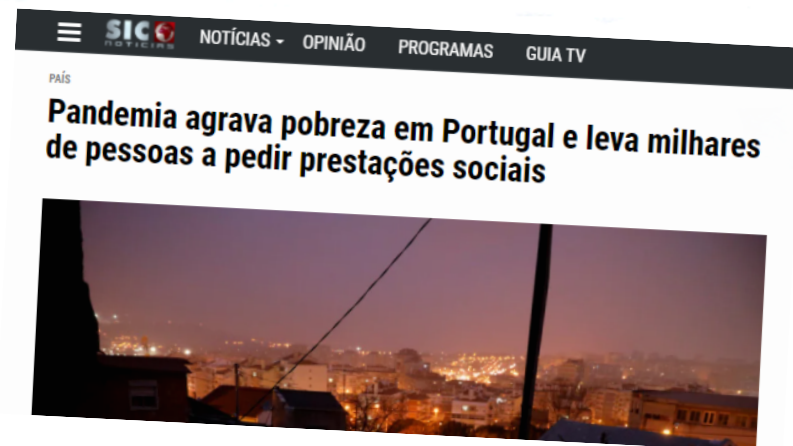 SIC NOTÍCIAS NOTÍCIAS OPINIÃO PROGRAMAS GUIA TV
PAÍS
Pandemia agrava pobreza em Portugal e leva milhares
de pessoas a pedir prestações sociais